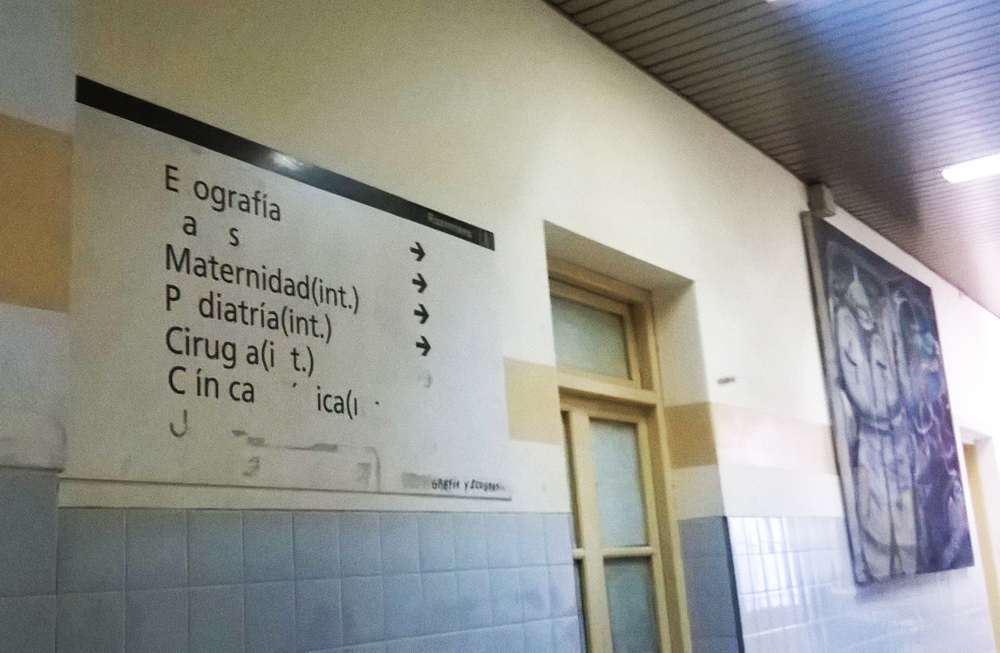 E ografía
a s
Maternidad(int.)
P diatría(int.)
Cirug a(i t.)
C ín ca ´ ica(ı
J